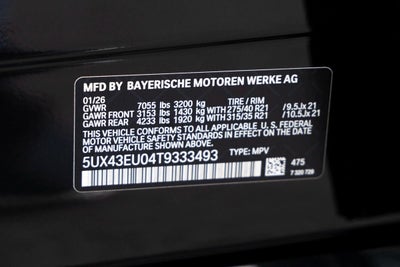 MFD BY BAYERISCHE MOTOREN WERKE AG
01/26 TIRE / RIM
GVWR 7055 lbs 3200 kg
GAWR FRONT 3153 lbs 1430 kg WITH 275/40 R21 /9.5Jx 21
GAWR REAR 4233 lbs 1920 kg WITH 315/35 R21 /10.5Jx 21
THIS VEHICLE CONFORMS TO ALL APPLICABLE U.S. FEDERAL
MOTOR VEHICLE SAFETY STANDARDS IN EFFECT ON THE
DATE OF MANUFACTURE SHOWN ABOVE.
5UX43EU04T9333493 TYPE: MPV
475
7 320 729